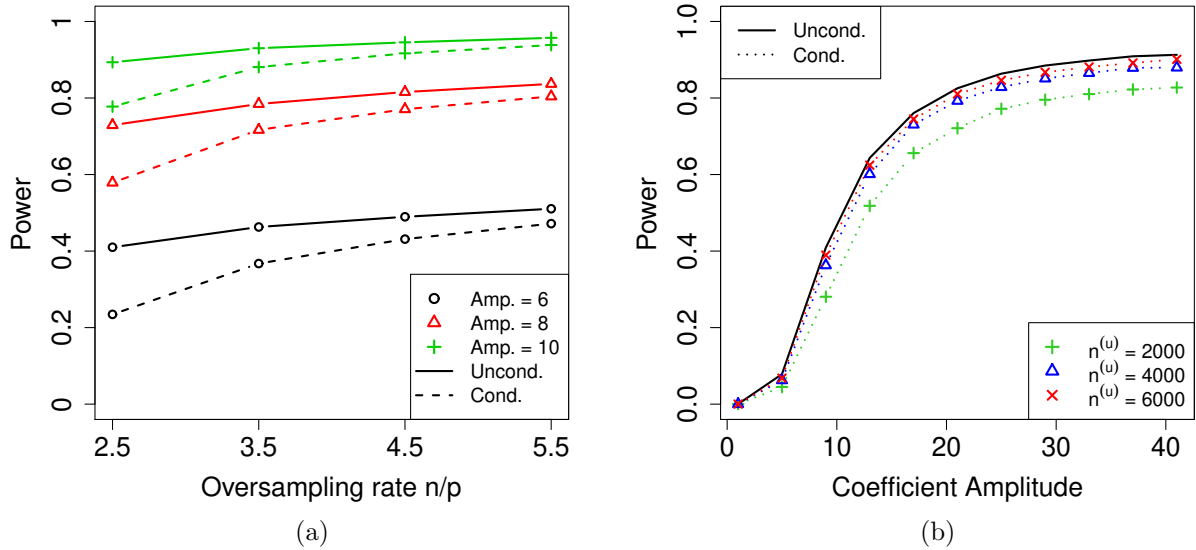 Power
1
0.8
0.6
0.4
0.2
0
2.5 3.5 4.5 5.5
Oversampling rate n/p
Amp. = 6
Amp. = 8
Amp. = 10
Uncond.
Cond.
(a)
Power
1.0
0.8
0.6
0.4
0.2
0.0
0 10 20 30 40
Coefficient Amplitude
Uncond.
Cond.
n(u) = 2000
n(u) = 4000
n(u) = 6000
(b)